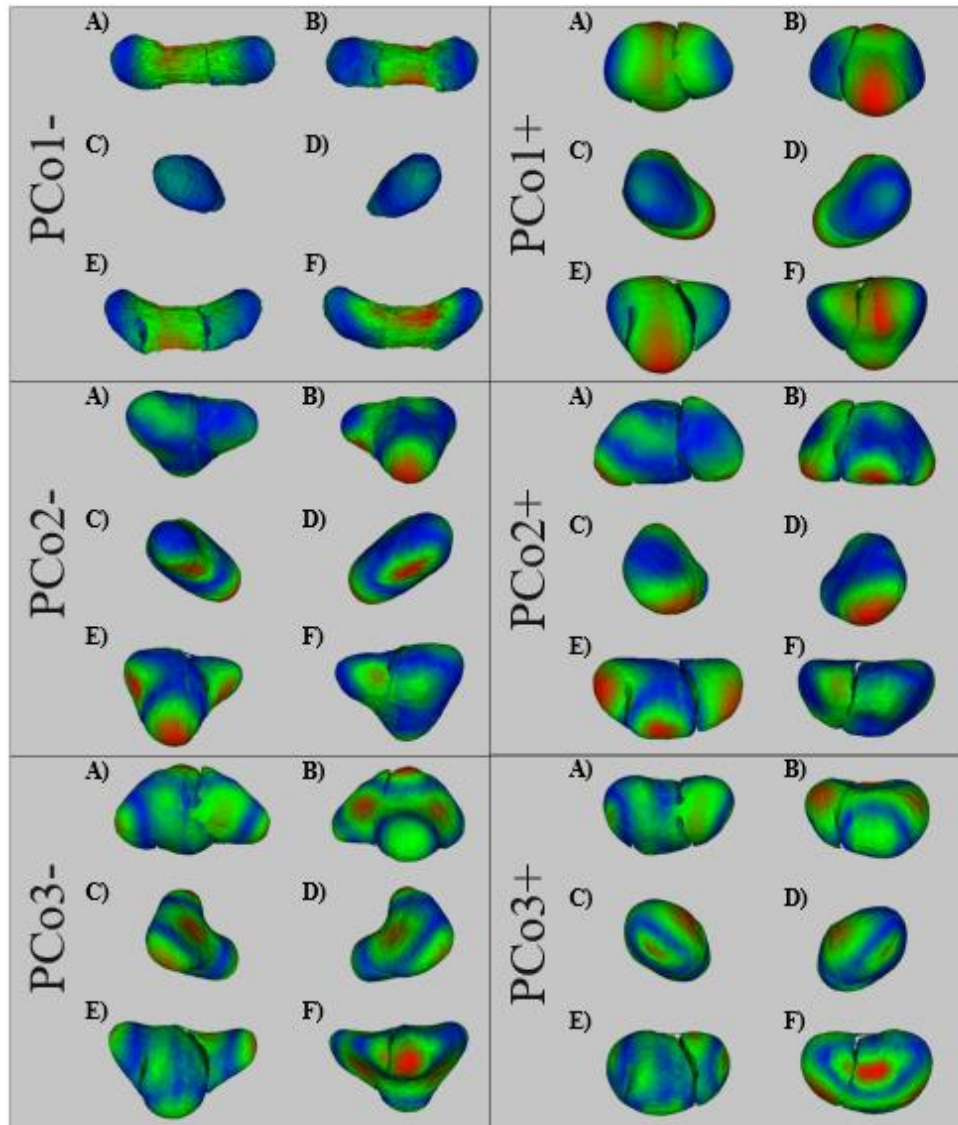 PCo1-
A) B)
C) D)
E) F)
PCo1+
A) B)
C) D)
E) F)
PCo2-
A) B)
C) D)
E) F)
PCo2+
A) B)
C) D)
E) F)
PCo3-
A) B)
C) D)
E) F)
PCo3+
A) B)
C) D)
E) F)